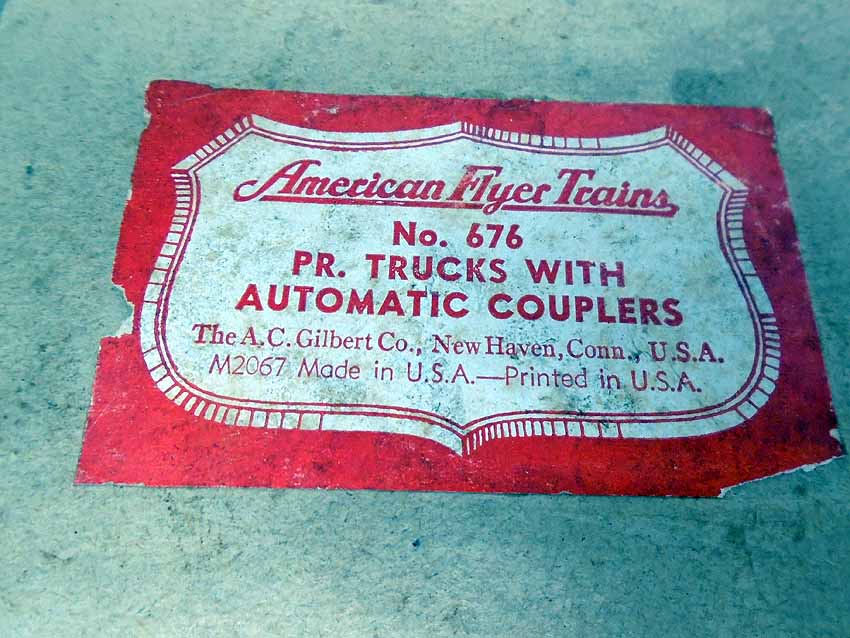 American Flyer Trains
No. 676
PR. TRUCKS WITH
AUTOMATIC COUPLERS
The A.C. Gilbert Co., New Haven, Conn., U.S.A.
M2067 Made in U.S.A.—Printed in U.S.A.